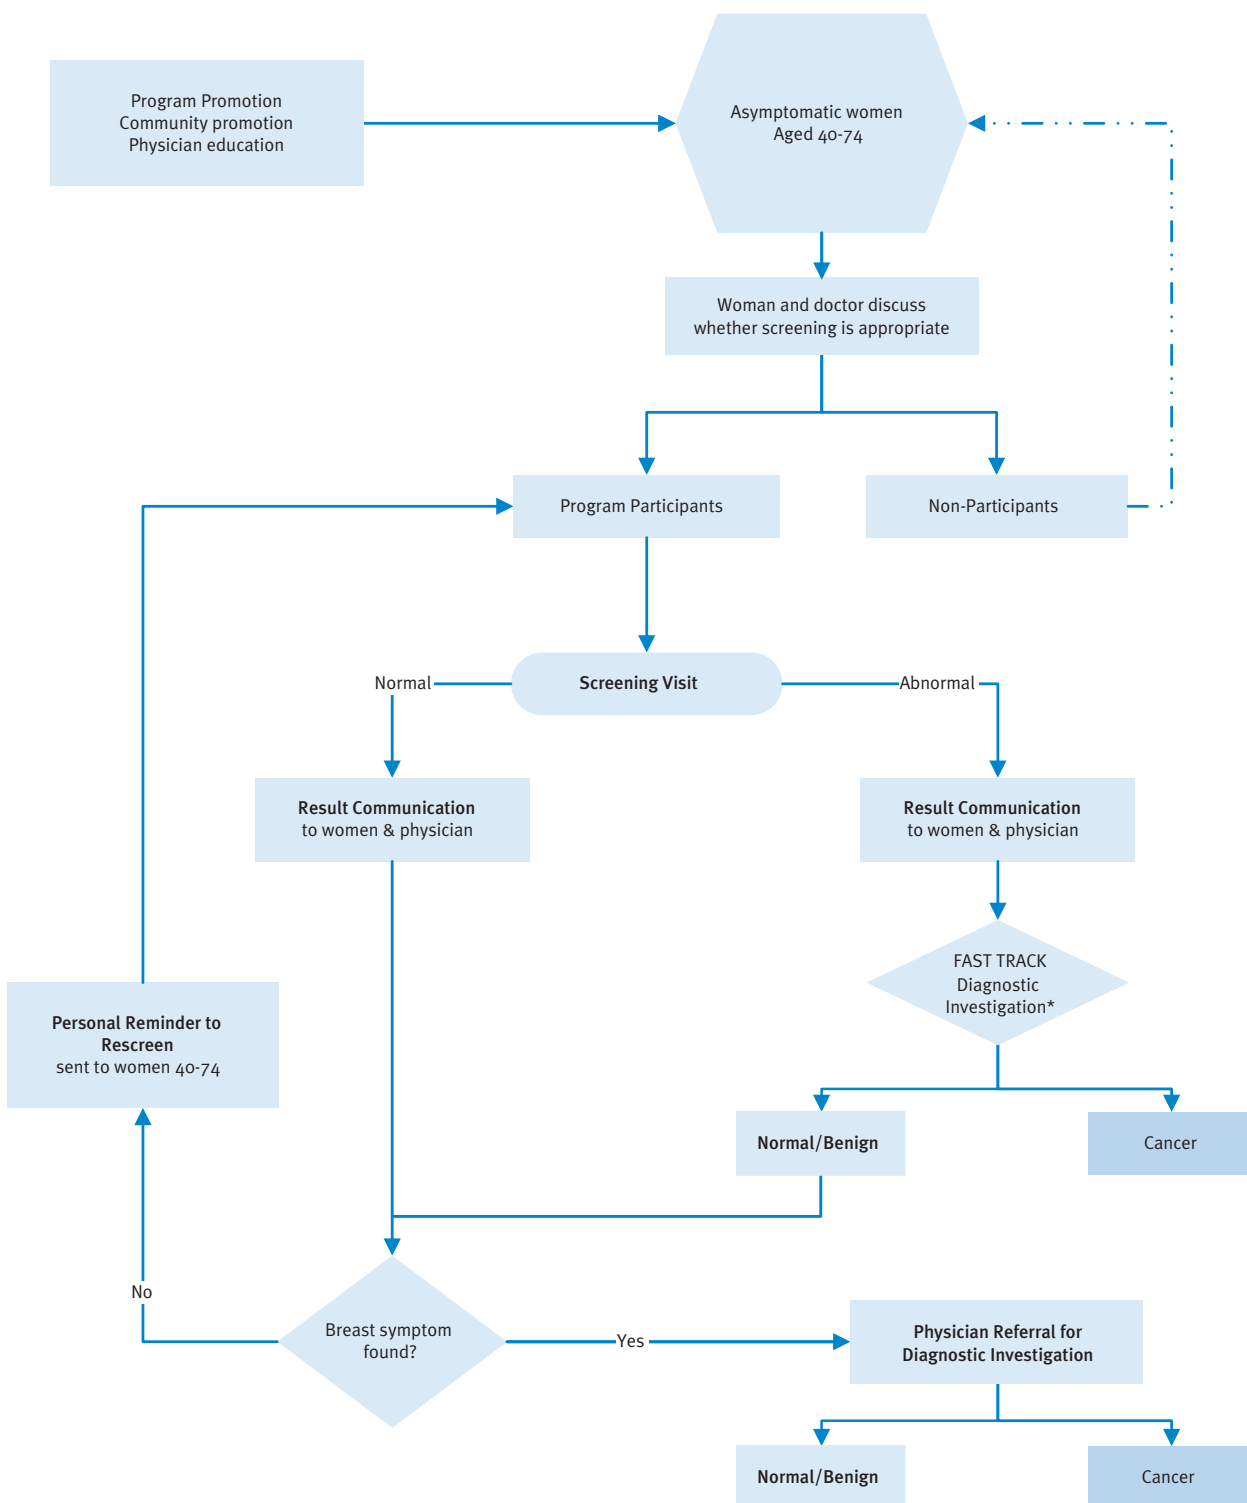 Program Promotion
Community promotion
Physician education
Asymptomatic women
Aged 40-74
Woman and doctor discuss
whether screening is appropriate
Program Participants
Non-Participants
Normal
Screening Visit
Abnormal
Result Communication
to women & physician
Result Communication
to women & physician
FAST TRACK
Diagnostic
Investigation*
Personal Reminder to
Rescreen
sent to women 40-74
Normal/Benign
Cancer
No
Breast symptom
found?
Yes
Physician Referral for
Diagnostic Investigation
Normal/Benign
Cancer